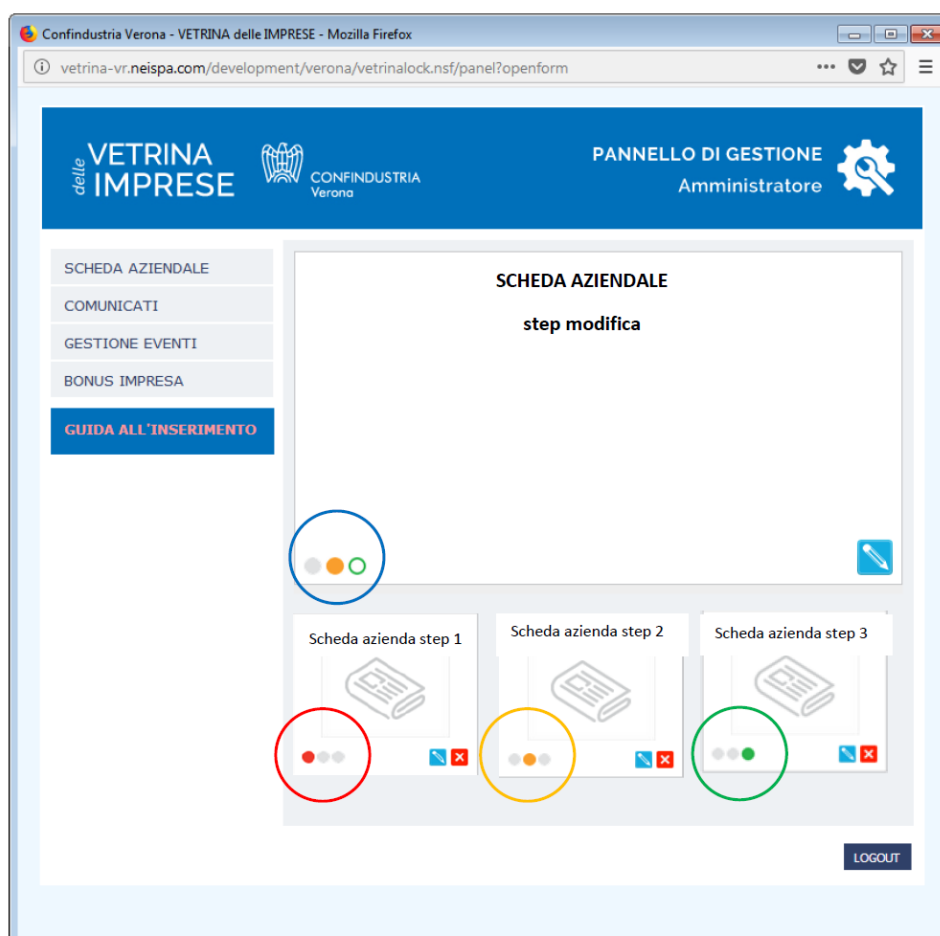 Confindustria Verona - VETRINA delle IMPRESE - Mozilla Firefox
vetrina-vr.neispa.com/development/verona/vetrinalock.nsf/panel?openform
delle VETRINA IMPRESE
CONFINDUSTRIA
Verona
PANNELLO DI GESTIONE
Amministratore
SCHEDA AZIENDALE
COMUNICATI
GESTIONE EVENTI
BONUS IMPRESA
GUIDA ALL'INSERIMENTO
SCHEDA AZIENDALE
step modifica
Scheda azienda step 1
Scheda azienda step 2
Scheda azienda step 3
LOGOUT